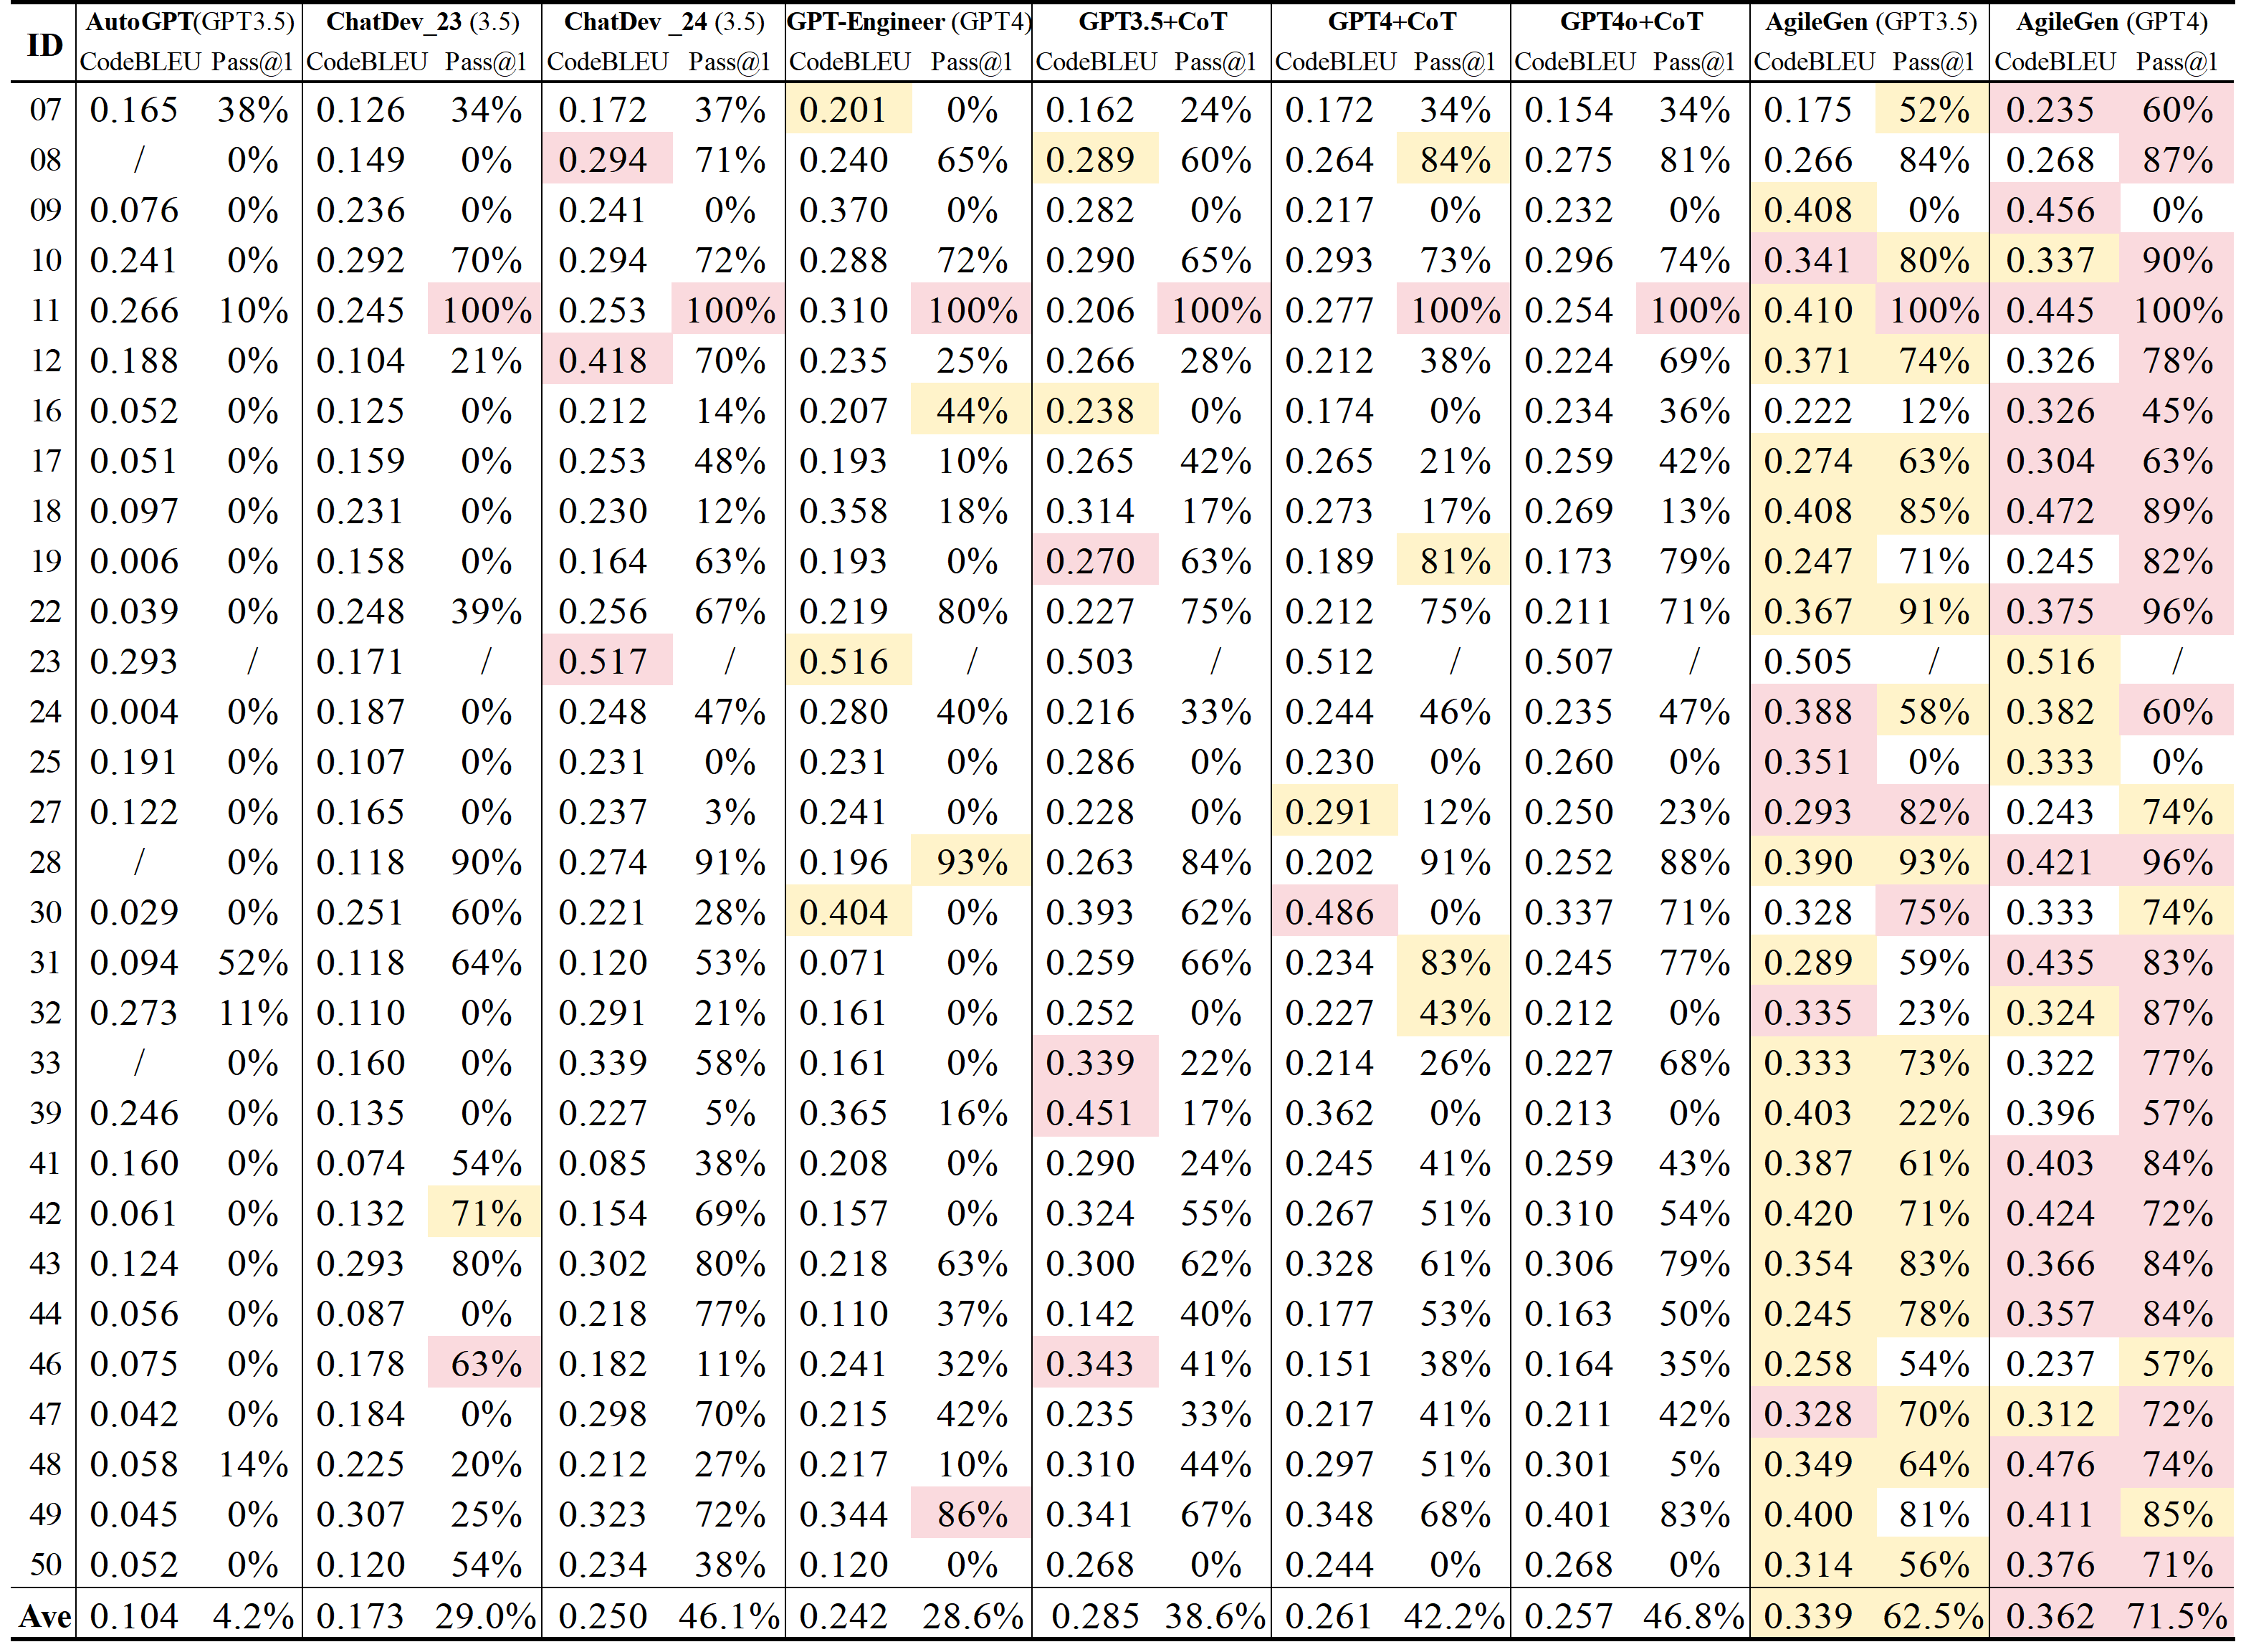 ID AutoGPT(GPT3.5) ChatDev_23 (3.5) ChatDev _24 (3.5) GPT-Engineer (GPT4) GPT3.5+CoT GPT4+CoT GPT4o+CoT AgileGen (GPT3.5) AgileGen (GPT4)
CodeBLEU Pass@1 CodeBLEU Pass@1 CodeBLEU Pass@1 CodeBLEU Pass@1 CodeBLEU Pass@1 CodeBLEU Pass@1 CodeBLEU Pass@1 CodeBLEU Pass@1 CodeBLEU Pass@1
07 0.165 38% 0.126 34% 0.172 37% 0.201 0% 0.162 24% 0.172 34% 0.154 34% 0.175 52% 0.235 60%
08 / 0% 0.149 0% 0.294 71% 0.240 65% 0.289 60% 0.264 84% 0.275 81% 0.266 84% 0.268 87%
09 0.076 0% 0.236 0% 0.241 0% 0.370 0% 0.282 0% 0.217 0% 0.232 0% 0.408 0% 0.456 0%
10 0.241 0% 0.292 70% 0.294 72% 0.288 72% 0.290 65% 0.293 73% 0.296 74% 0.341 80% 0.337 90%
11 0.266 10% 0.245 100% 0.253 100% 0.310 100% 0.206 100% 0.277 100% 0.254 100% 0.410 100% 0.445 100%
12 0.188 0% 0.104 21% 0.418 70% 0.235 25% 0.266 28% 0.212 38% 0.224 69% 0.371 74% 0.326 78%
16 0.052 0% 0.125 0% 0.212 14% 0.207 44% 0.238 0% 0.174 0% 0.234 36% 0.222 12% 0.326 45%
17 0.051 0% 0.159 0% 0.253 48% 0.193 10% 0.265 42% 0.265 21% 0.259 42% 0.274 63% 0.304 63%
18 0.097 0% 0.231 0% 0.230 12% 0.358 18% 0.314 17% 0.273 17% 0.269 13% 0.408 85% 0.472 89%
19 0.006 0% 0.158 0% 0.164 63% 0.193 0% 0.270 63% 0.189 81% 0.173 79% 0.247 71% 0.245 82%
22 0.039 0% 0.248 39% 0.256 67% 0.219 80% 0.227 75% 0.212 75% 0.211 71% 0.367 91% 0.375 96%
23 0.293 / 0.171 / 0.517 / 0.516 / 0.503 / 0.512 / 0.507 / 0.505 / 0.516 /
24 0.004 0% 0.187 0% 0.248 47% 0.280 40% 0.216 33% 0.244 46% 0.235 47% 0.388 58% 0.382 60%
25 0.191 0% 0.107 0% 0.231 0% 0.231 0% 0.286 0% 0.230 0% 0.260 0% 0.351 0% 0.333 0%
27 0.122 0% 0.165 0% 0.237 3% 0.241 0% 0.228 0% 0.291 12% 0.250 23% 0.293 82% 0.243 74%
28 / 0% 0.118 90% 0.274 91% 0.196 93% 0.263 84% 0.202 91% 0.252 88% 0.390 93% 0.421 96%
30 0.029 0% 0.251 60% 0.221 28% 0.404 0% 0.393 62% 0.486 0% 0.337 71% 0.328 75% 0.333 74%
31 0.094 52% 0.118 64% 0.120 53% 0.071 0% 0.259 66% 0.234 83% 0.245 77% 0.289 59% 0.435 83%
32 0.273 11% 0.110 0% 0.291 21% 0.161 0% 0.252 0% 0.227 43% 0.212 0% 0.335 23% 0.324 87%
33 / 0% 0.160 0% 0.339 58% 0.161 0% 0.339 22% 0.214 26% 0.227 68% 0.333 73% 0.322 77%
39 0.246 0% 0.135 0% 0.227 5% 0.365 16% 0.451 17% 0.362 0% 0.213 0% 0.403 22% 0.396 57%
41 0.160 0% 0.074 54% 0.085 38% 0.208 0% 0.290 24% 0.245 41% 0.259 43% 0.387 61% 0.403 84%
42 0.061 0% 0.132 71% 0.154 69% 0.157 0% 0.324 55% 0.267 51% 0.310 54% 0.420 71% 0.424 72%
43 0.124 0% 0.293 80% 0.302 80% 0.218 63% 0.300 62% 0.328 61% 0.306 79% 0.354 83% 0.366 84%
44 0.056 0% 0.087 0% 0.218 77% 0.110 37% 0.142 40% 0.177 53% 0.163 50% 0.245 78% 0.357 84%
46 0.075 0% 0.178 63% 0.182 11% 0.241 32% 0.343 41% 0.151 38% 0.164 35% 0.258 54% 0.237 57%
47 0.042 0% 0.184 0% 0.298 70% 0.215 42% 0.235 33% 0.217 41% 0.211 42% 0.328 70% 0.312 72%
48 0.058 14% 0.225 20% 0.212 27% 0.217 10% 0.310 44% 0.297 51% 0.301 5% 0.349 64% 0.476 74%
49 0.045 0% 0.307 25% 0.323 72% 0.344 86% 0.341 67% 0.348 68% 0.401 83% 0.400 81% 0.411 85%
50 0.052 0% 0.120 54% 0.234 38% 0.120 0% 0.268 0% 0.244 0% 0.268 0% 0.314 56% 0.376 71%
Ave 0.104 4.2% 0.173 29.0% 0.250 46.1% 0.242 28.6% 0.285 38.6% 0.261 42.2% 0.257 46.8% 0.339 62.5% 0.362 71.5%